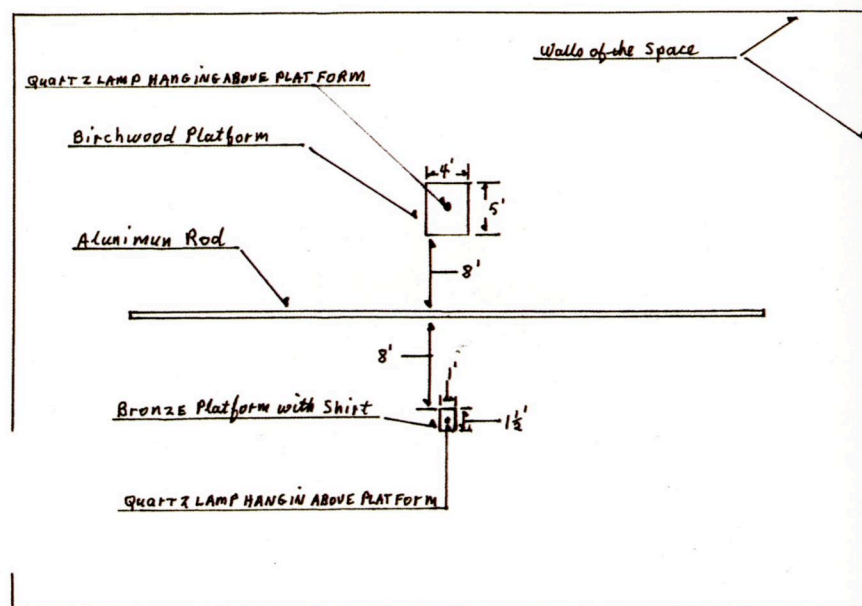 Walls of the Space
QUARTZ LAMP HANGING ABOVE PLATFORM
Birchwood Platform
4'
5'
Alunimun Rod
8'
8'
1'
Bronze Platform with Shirt
1½'
QUARTZ LAMP HANGIN ABOVE PLATFORM